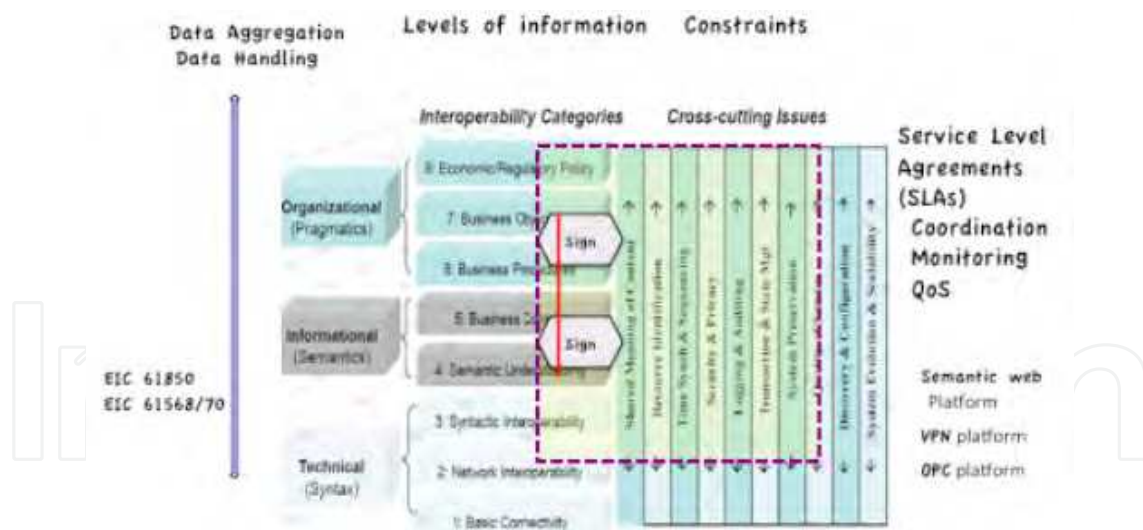 Data Aggregation
Data Handling
Levels of information Constraints
Interoperability Categories
Cross-cutting Issues
Organizational
(Pragmatics)
8: Economic/Regulatory Policy
7: Business
6: Business
Sign
Informational
(Semantics)
5: Business
4: Semantic
Sign
Technical
(Syntax)
3: Syntactic Interoperability
2: Network Interoperability
1: Basic Connectivity
Shared Meaning of Content
Resource Identification
Time Synch & Sequencing
Security & Privacy
Logging & Auditing
Transaction & State Mgt
System Preservation
Discovery & Configuration
System Evolution & Scalability
Service Level
Agreements
(SLAs)
Coordination
Monitoring
QoS
EIC 61850
EIC 61568/70
Semantic web
Platform
VPN platform
OPC platform